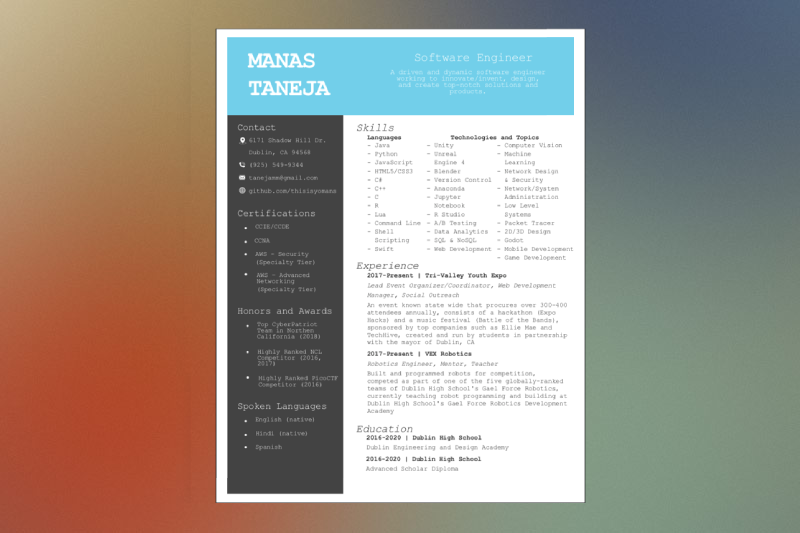 MANAS
TANEJA
Software Engineer
A driven and dynamic software engineer
working to innovate/invent, design,
and create top-notch solutions and
products.
Contact
6171 Shadow Hill Dr.
Dublin, CA 94568
(925) 549-9344
tanejams@gmail.com
github.com/thisisyomans
Certifications
CCIE/CCDE
CCNA
AWS - Security
(Specialty Tier)
AWS - Advanced
Networking
(Specialty Tier)
Honors and Awards
Top CyberPatriot
Team in Northen
California (2018)
Highly Ranked NCL
Competitor (2016,
2017)
Highly Ranked PicoCTF
Competitor (2016)
Spoken Languages
English (native)
Hindi (native)
Spanish
Skills
Languages
- Java
- Python
- JavaScript
- HTML5/CSS3
- C#
- C++
- C
- R
- Lua
- Command Line
- Shell
Scripting
- Swift
Technologies and Topics
- Unity
- Unreal
Engine 4
- Blender
- Version Control
- Anaconda
- Jupyter
Notebook
- R Studio
- A/B Testing
- Data Analytics
- SQL & NoSQL
- Web Development
- Computer Vision
- Machine
Learning
- Network Design
& Security
- Network/System
Administration
- Low Level
Systems
- Packet Tracer
- 2D/3D Design
- Godot
- Mobile Development
- Game Development
Experience
2017-Present | Tri-Valley Youth Expo
Lead Event Organizer/Coordinator, Web Development
Manager, Social Outreach
An event known state wide that procures over 300-400
attendees annually, consists of a hackathon (Expo
Hacks) and a music festival (Battle of the Bands),
sponsored by top companies such as Ellie Mae and
TechHive, created and run by students in partnership
with the mayor of Dublin, CA
2017-Present | VEX Robotics
Robotics Engineer, Mentor, Teacher
Built and programmed robots for competition,
competed as part of one of the five globally-ranked
teams of Dublin High School's Gael Force Robotics,
currently teaching robot programming and building at
Dublin High School's Gael Force Robotics Development
Academy
Education
2016-2020 | Dublin High School
Dublin Engineering and Design Academy
2016-2020 | Dublin High School
Advanced Scholar Diploma